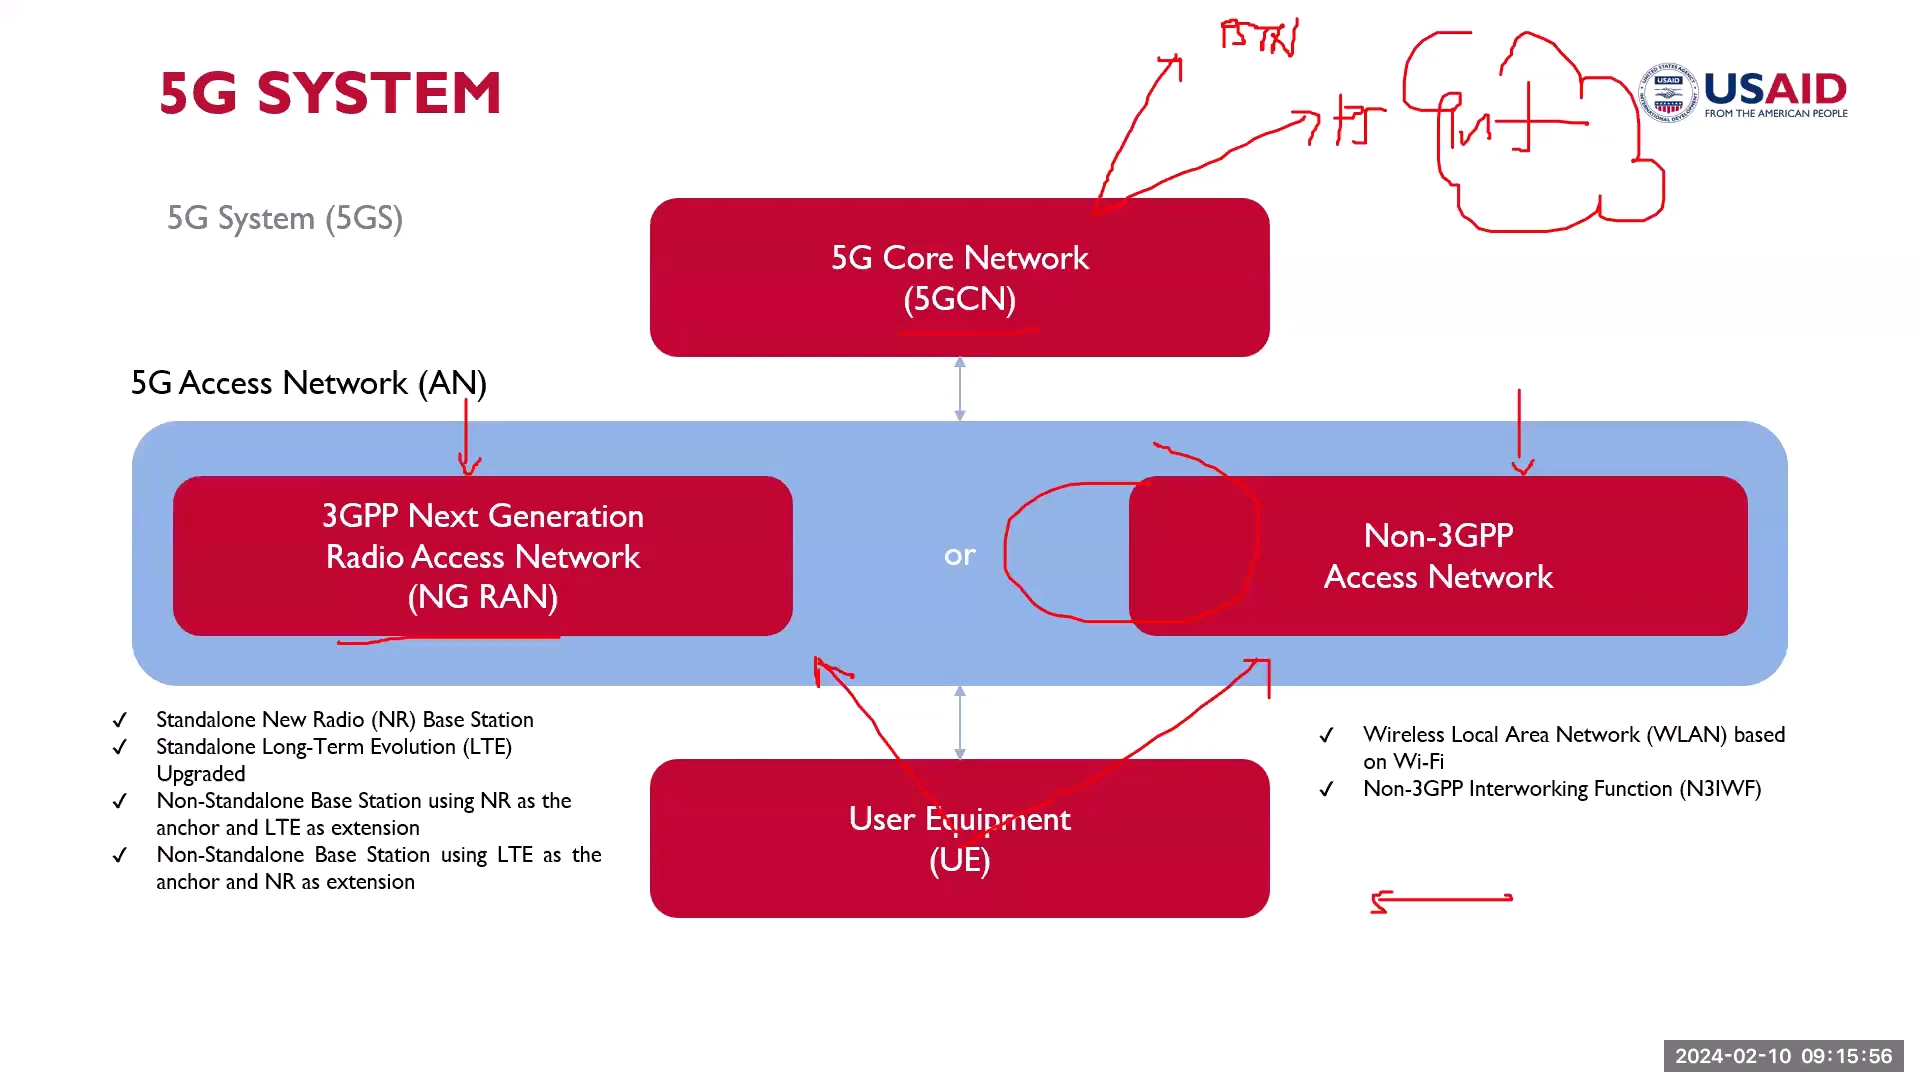 5G SYSTEM
PSTN
Int
USAID
FROM THE AMERICAN PEOPLE
5G System (5GS)
5G Core Network
(5GCN)
5G Access Network (AN)
3GPP Next Generation
Radio Access Network
(NG RAN)
or
Non-3GPP
Access Network
✓ Standalone New Radio (NR) Base Station
✓ Standalone Long-Term Evolution (LTE)
Upgraded
✓ Non-Standalone Base Station using NR as the
anchor and LTE as extension
✓ Non-Standalone Base Station using LTE as the
anchor and NR as extension
User Equipment
(UE)
✓ Wireless Local Area Network (WLAN) based
on Wi-Fi
✓ Non-3GPP Interworking Function (N3IWF)
2024-02-10 09:15:56